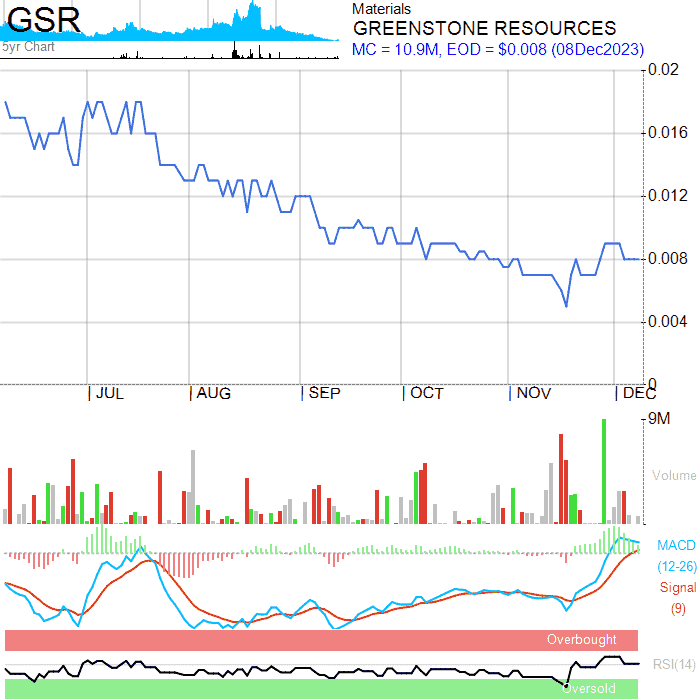 GSR
5yr Chart
Materials
GREENSTONE RESOURCES
MC = 10.9M, EOD = $0.008 (08Dec2023)
0.02
0.016
0.012
0.008
0.004
0
JUL AUG SEP OCT NOV DEC
9M
Volume
MACD
(12-26)
Signal
(9)
Overbought
RSI(14)
Oversold